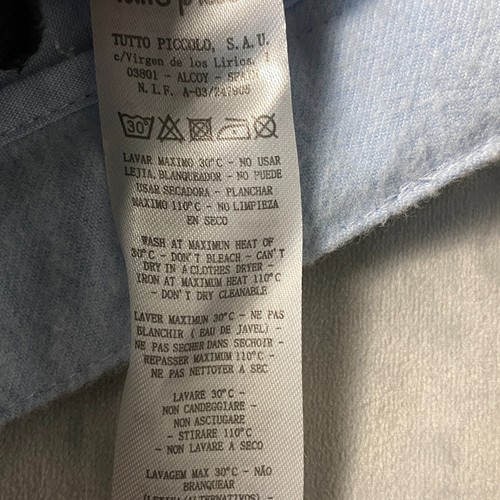 TUTTO PICCOLO, S.A.U.
c/Virgen de los Lirios, 1
03801 - ALCOY - SPAIN
N.I.F. A-03/247905
30°
LAVAR MAXIMO 30°C - NO USAR
LEJIA, BLANQUEADOR - NO PUEDE
USAR SECADORA - PLANCHAR
MAXIMO 110°C - NO LIMPIEZA
EN SECO
WASH AT MAXIMUN HEAT OF
30°C - DON'T BLEACH - CAN'T
DRY IN A CLOTHES DRYER -
IRON AT MAXIMUM HEAT 110°C
- DON'T DRY CLEANABLE
LAVER MAXIMUN 30°C - NE PAS
BLANCHIR ( EAU DE JAVEL) -
NE PAS SECHER DANS SECHOIR -
REPASSER MAXIMUM 110°C -
NE PAS NETTOYER A SEC
LAVARE 30°C -
NON CANDEGGIARE -
NON ASCIUGARE
- STIRARE 110°C
- NON LAVARE A SECO
LAVAGEM MAX 30°C - NÃO
BRANQUEAR